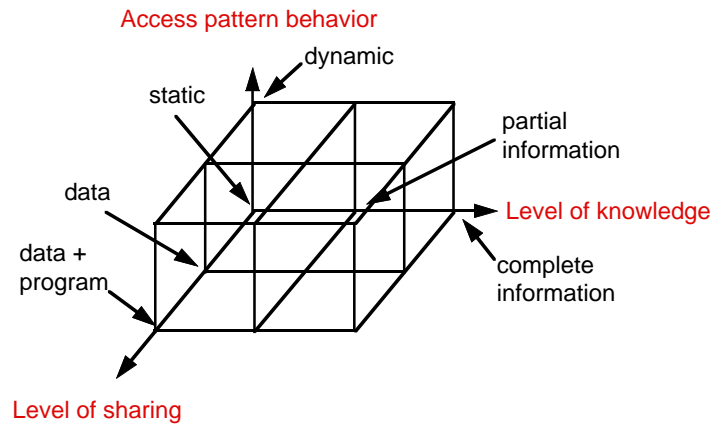 Access pattern behavior
dynamic
static
partial
information
data
Level of knowledge
data +
program
complete
information
Level of sharing